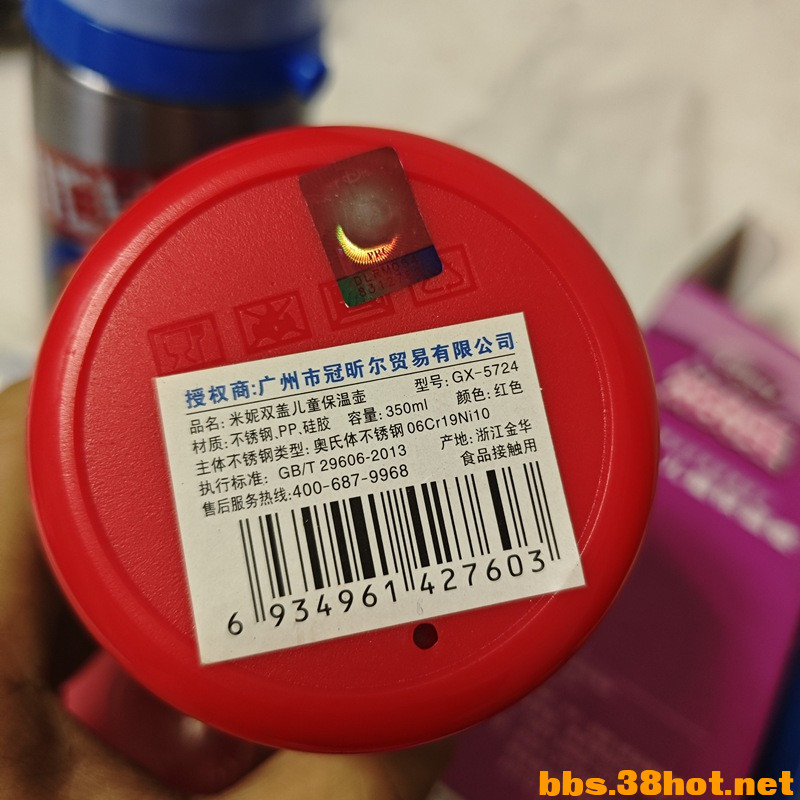 授权商:广州市冠昕尔贸易有限公司
品名: 米妮双盖儿童保温壶 型号: GX-5724
材质: 不锈钢、PP、硅胶 容量: 350ml 颜色: 红色
主体不锈钢类型: 奥氏体不锈钢 06Cr19Ni10
执行标准: GB/T 29606-2013 产地: 浙江金华
售后服务热线:400-687-9968 食品接触用
6 934961 427603
bbs.38hot.net